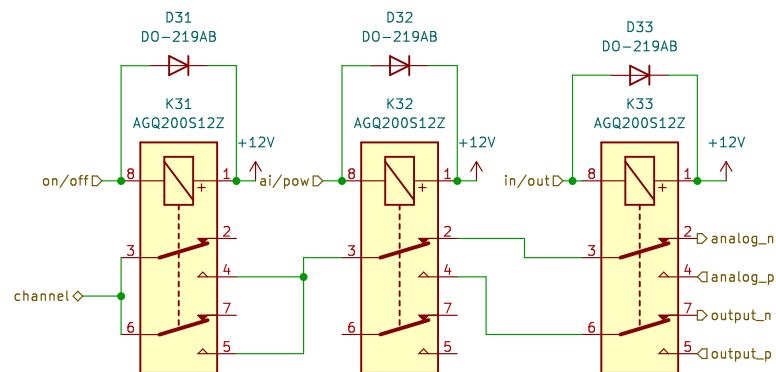 D31
DO-219AB
K31
AGQ200S12Z
+12V
on/off
8
1
+
3
2
4
channel
6
7
5
D32
DO-219AB
K32
AGQ200S12Z
+12V
ai/pow
8
1
+
3
2
4
6
7
5
D33
DO-219AB
K33
AGQ200S12Z
+12V
in/out
8
1
+
3
2
analog_n
4
analog_p
6
7
output_n
5
output_p